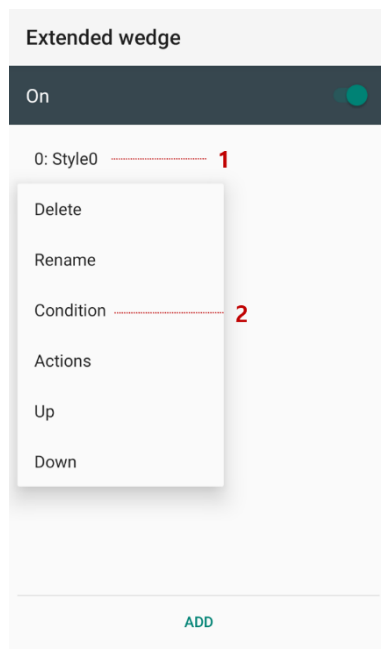 Extended wedge
On
0: Style0 1
Delete
Rename
Condition 2
Actions
Up
Down
ADD